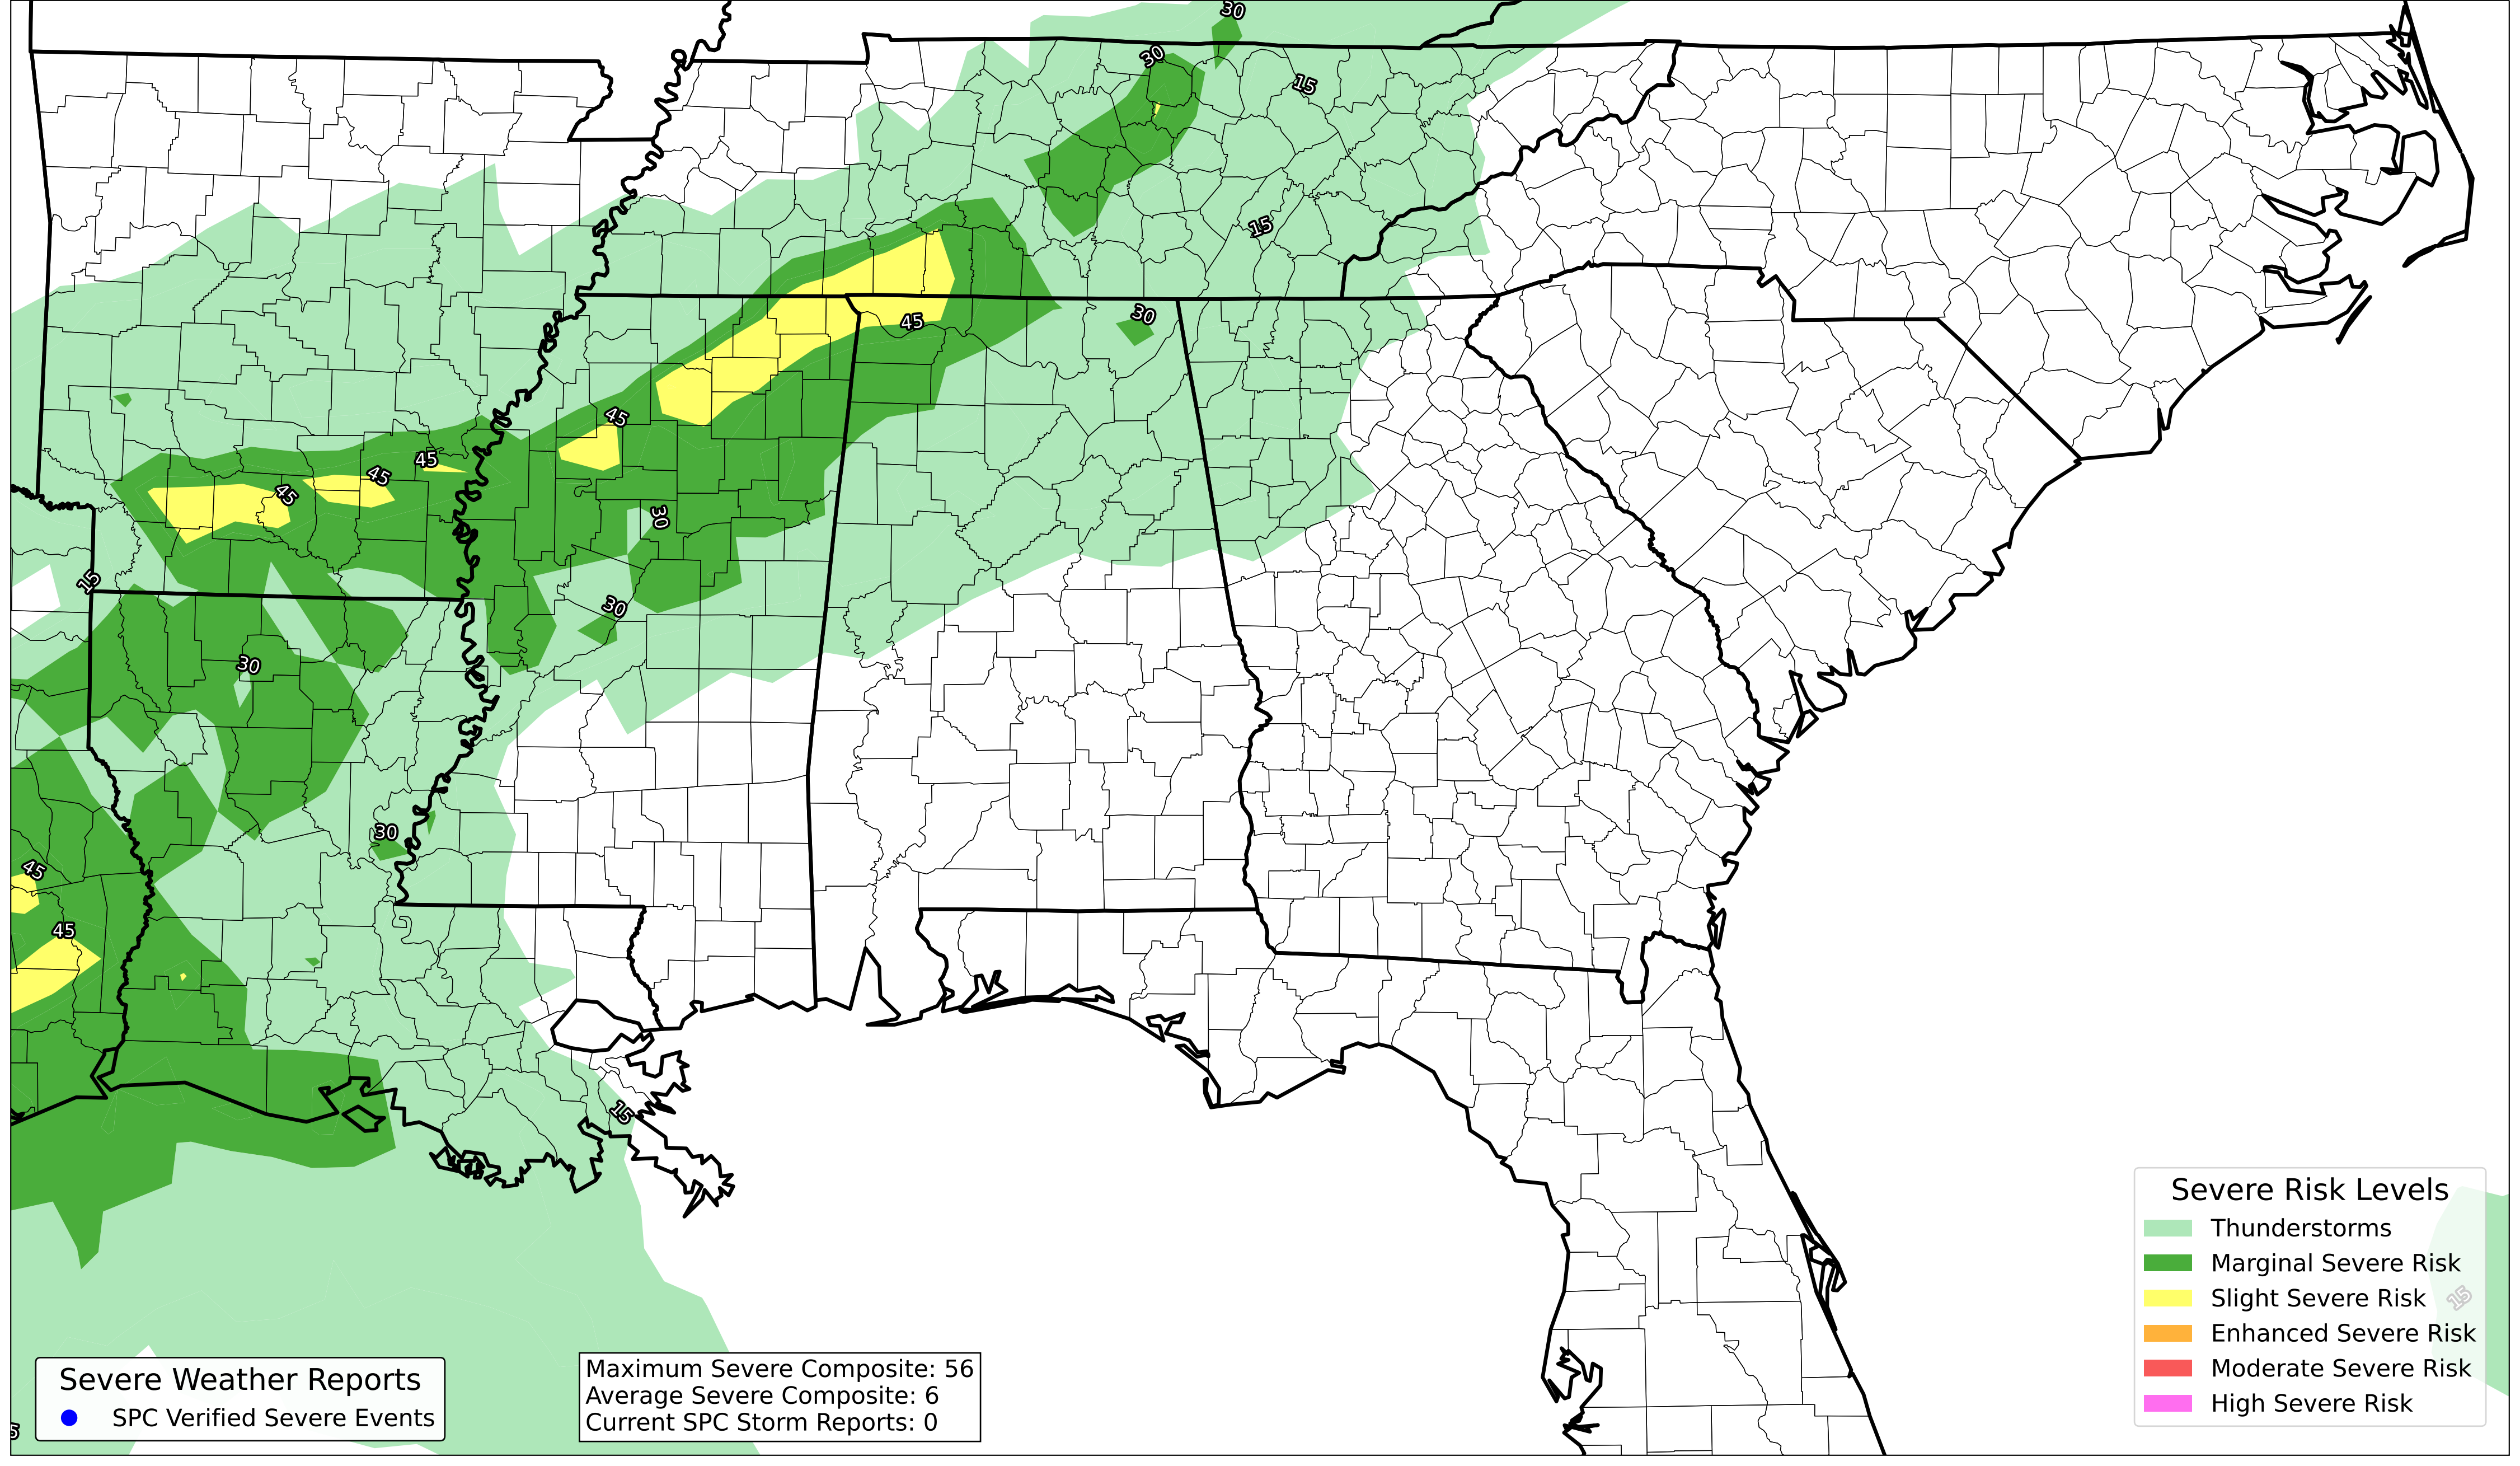 30
30
15
15
45
30
45
45
45
45
30
15
30
30
30
45
45
15
Severe Risk Levels
Thunderstorms
Marginal Severe Risk
Slight Severe Risk
Enhanced Severe Risk
Moderate Severe Risk
High Severe Risk
15
Severe Weather Reports
SPC Verified Severe Events
Maximum Severe Composite: 56
Average Severe Composite: 6
Current SPC Storm Reports: 0